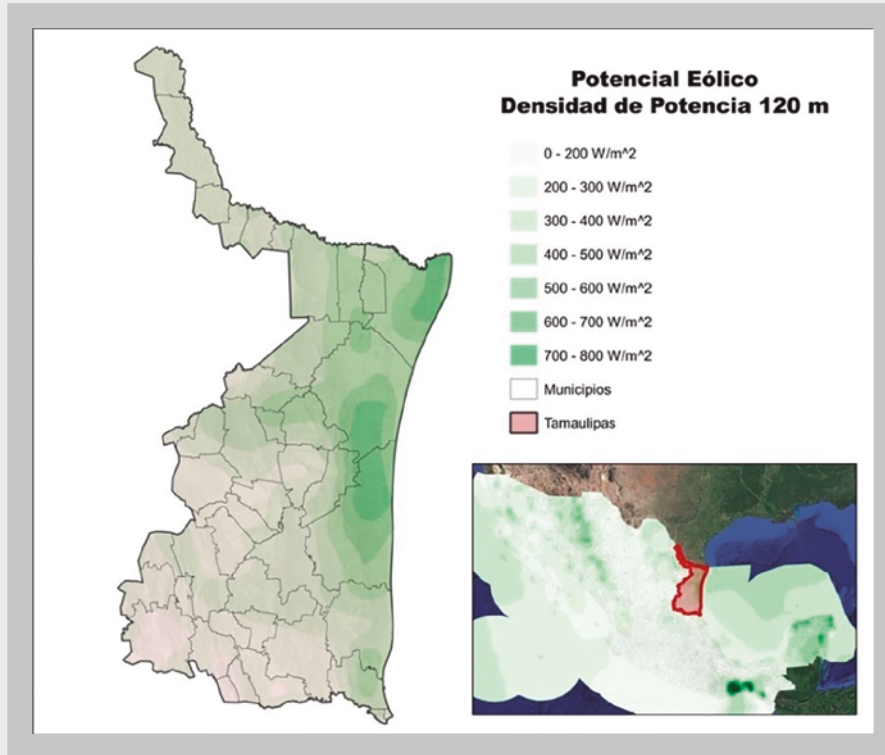 Potencial Eólico
Densidad de Potencia 120 m
0 - 200 W/m^2
200 - 300 W/m^2
300 - 400 W/m^2
400 - 500 W/m^2
500 - 600 W/m^2
600 - 700 W/m^2
700 - 800 W/m^2
Municipios
Tamaulipas